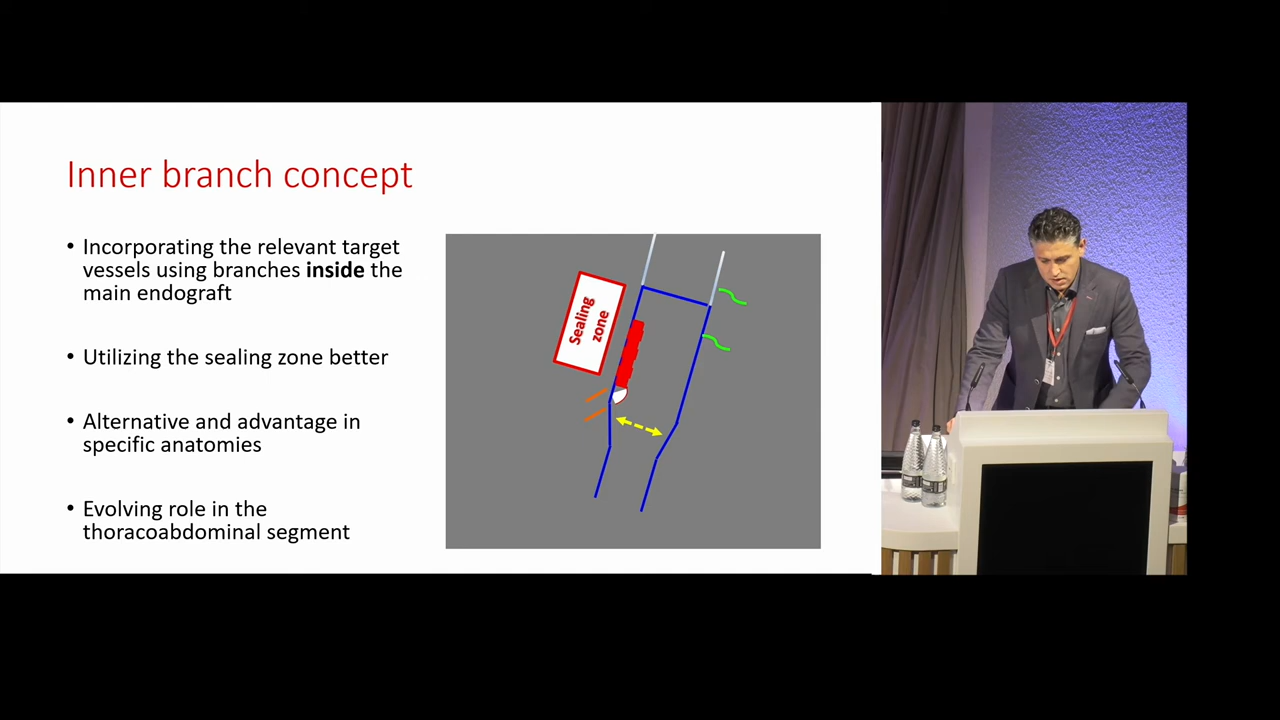 Inner branch concept
• Incorporating the relevant target
vessels using branches inside the
main endograft
• Utilizing the sealing zone better
• Alternative and advantage in
specific anatomies
• Evolving role in the
thoracoabdominal segment
Sealing
zone